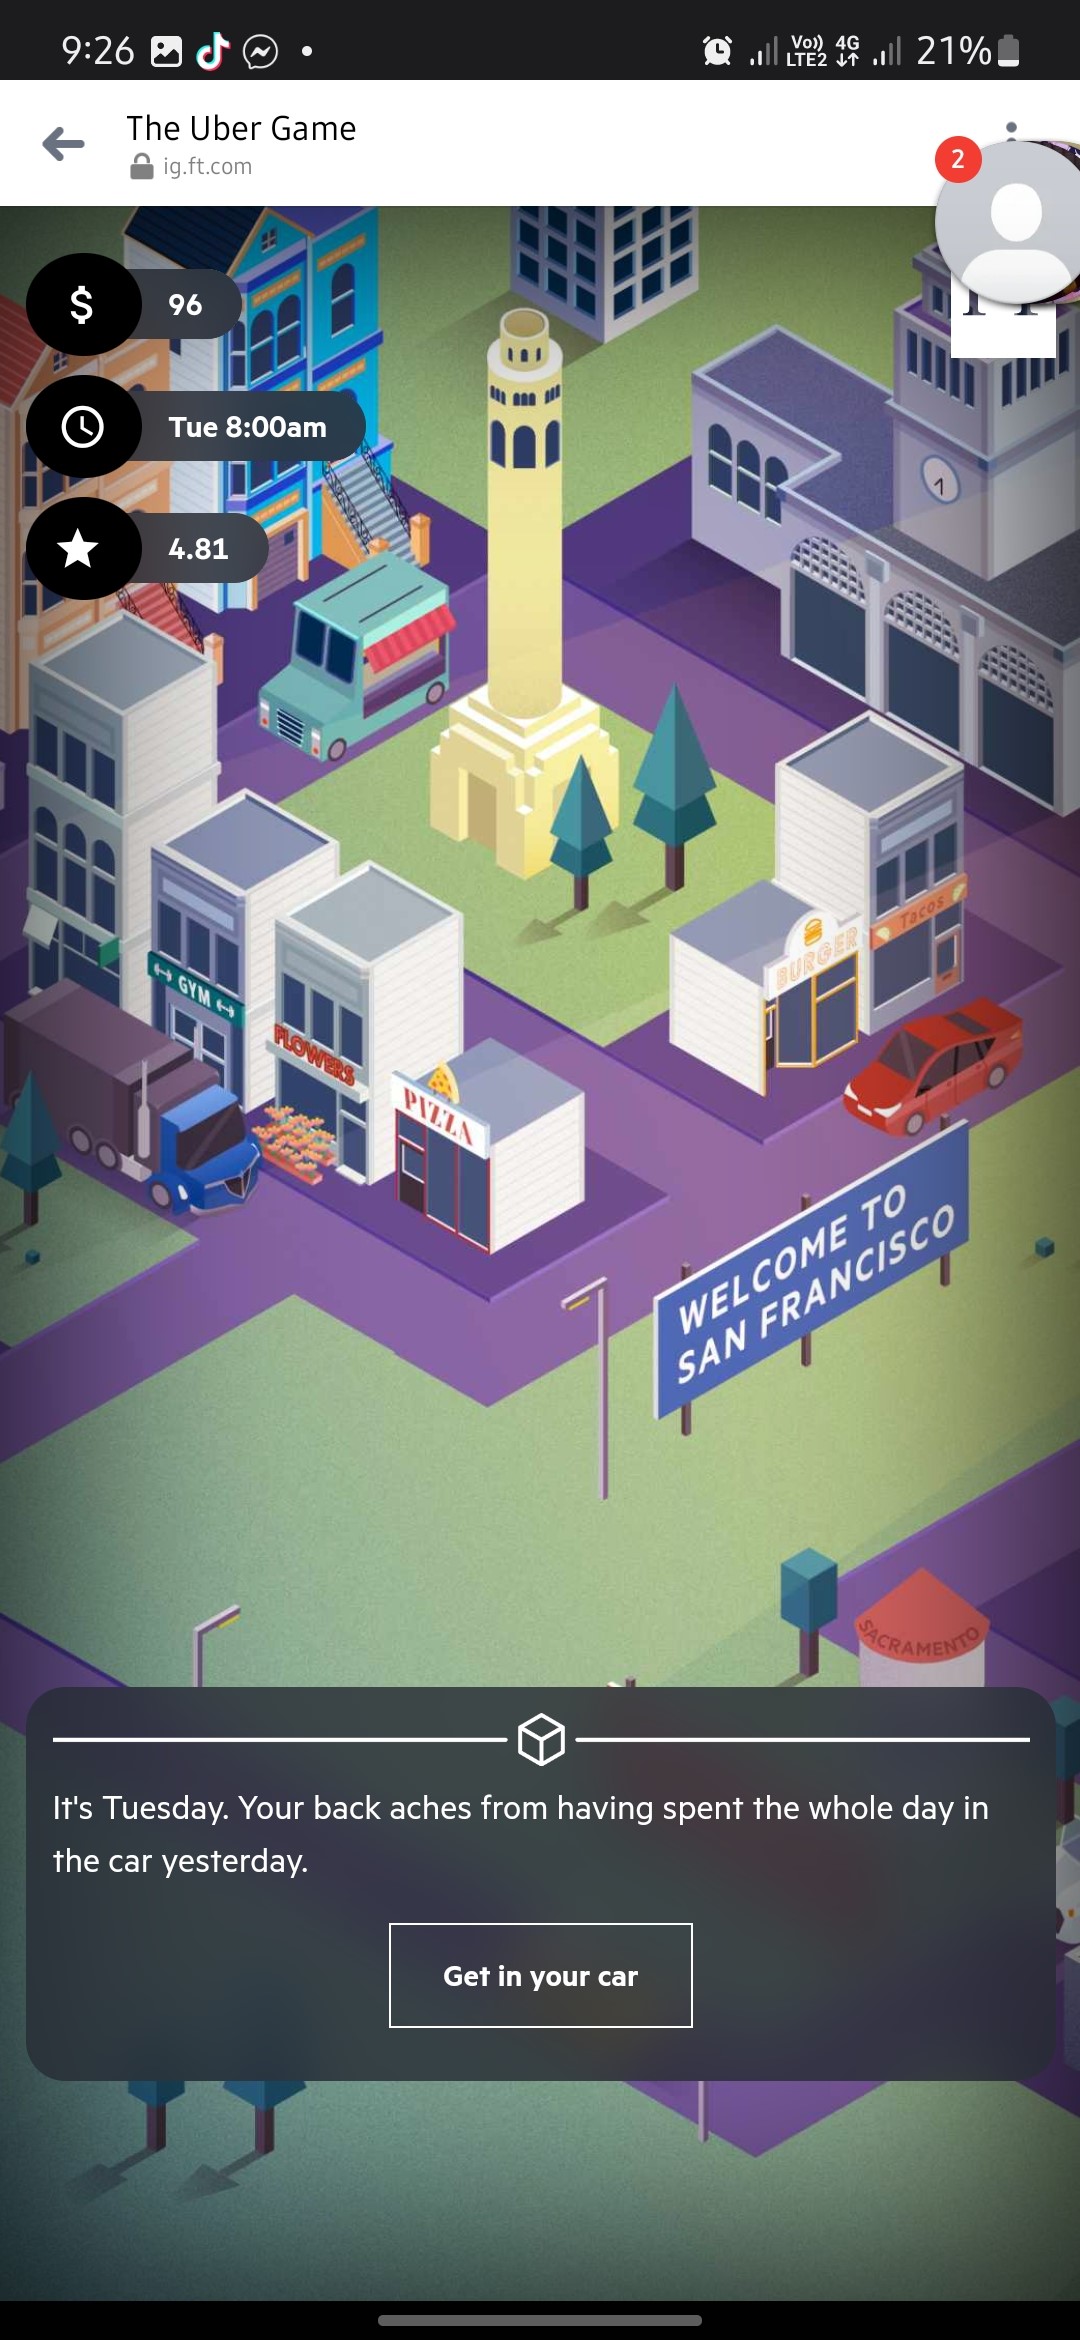 9:26
Vo)) LTE2
4G
21%
The Uber Game
2
ig.ft.com
$ 96
Tue 8:00am
4.81
1
GYM
FLOWERS
PIZZA
BURGER
Tacos
WELCOME TO
SAN FRANCISCO
SACRAMENTO
It's Tuesday. Your back aches from having spent the whole day in
the car yesterday.
Get in your car